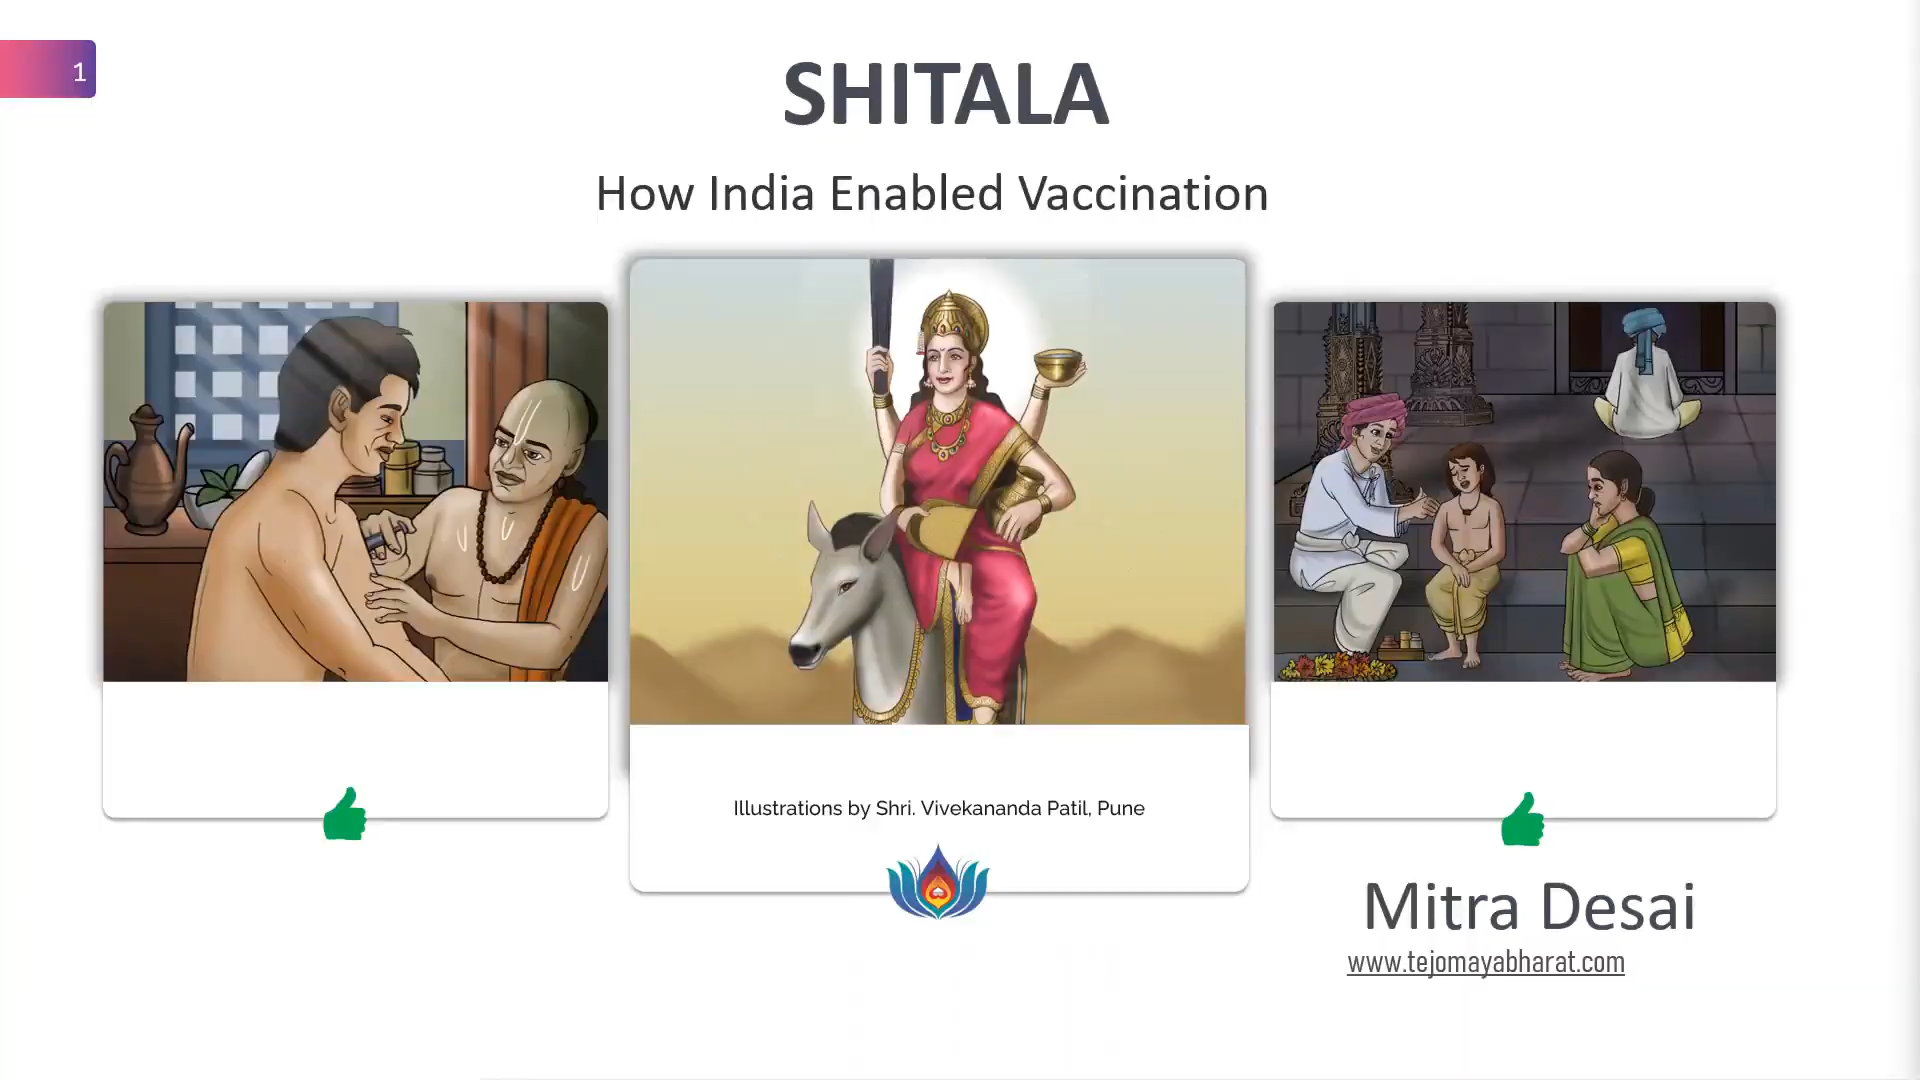 1
SHITALA
How India Enabled Vaccination
Illustrations by Shri. Vivekananda Patil, Pune
Mitra Desai
www.tejomayabharat.com